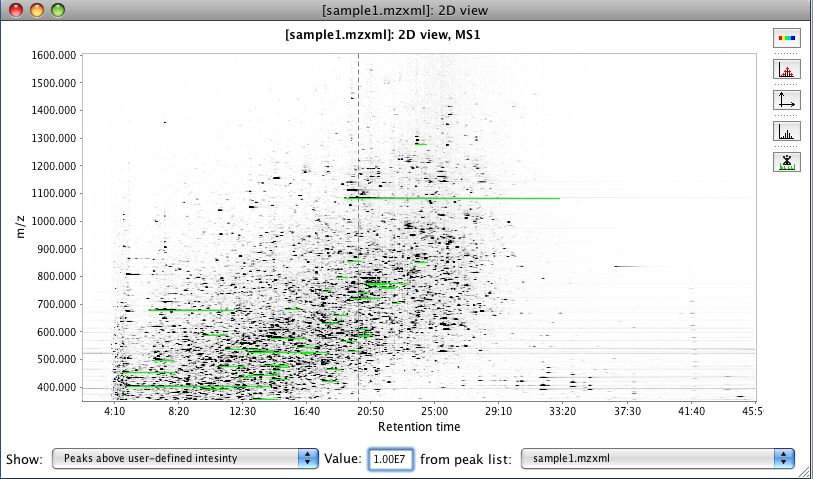 [sample1.mzxml]: 2D view
[sample1.mzxml]: 2D view, MS1
1600.000
1500.000
1400.000
1300.000
1200.000
1100.000
1000.000
900.000
800.000
700.000
600.000
500.000
400.000
m/z
4:10 8:20 12:30 16:40 20:50 25:00 29:10 33:20 37:30 41:40 45:5
Retention time
Show: Peaks above user-defined intesinty Value: 1.00E7 from peak list: sample1.mzxml